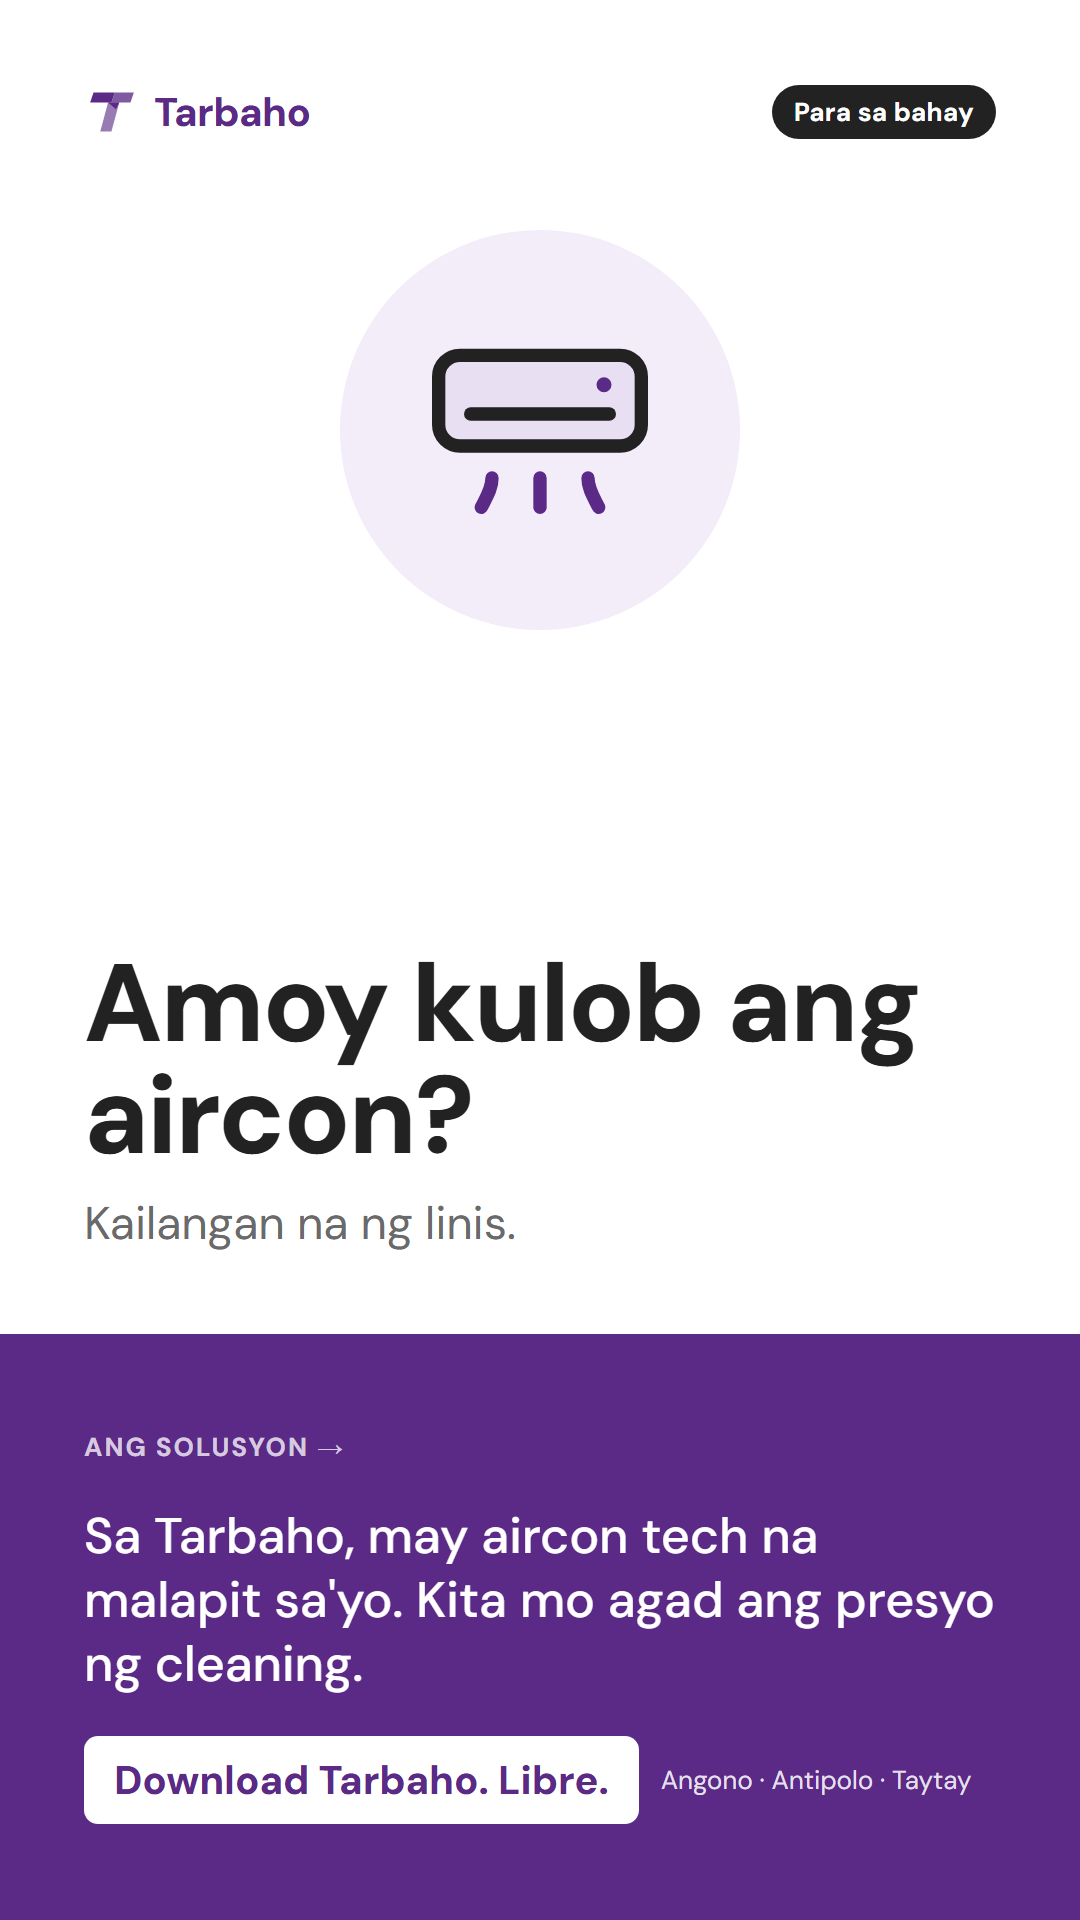 Tarbaho
Para sa bahay
Amoy kulob ang
aircon?
Kailangan na ng linis.
ANG SOLUSYON →
Sa Tarbaho, may aircon tech na
malapit sa'yo. Kita mo agad ang presyo
ng cleaning.
Download Tarbaho. Libre.
Angono · Antipolo · Taytay